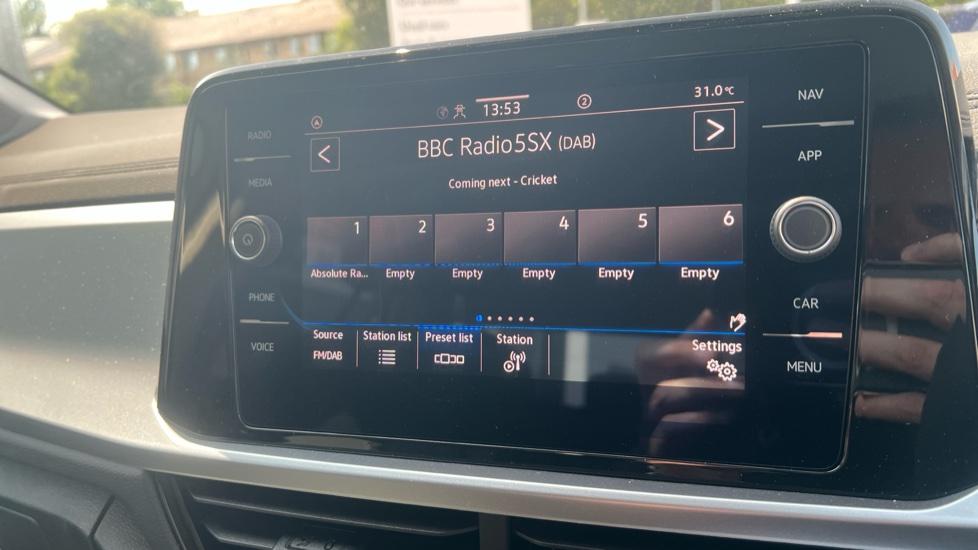 13:53
2
31.0°C
BBC Radio5SX (DAB)
Coming next - Cricket
1 2 3 4 5 6
Absolute Ra... Empty Empty Empty Empty Empty
Source Station list Preset list Station Settings
FM/DAB
RADIO
MEDIA
PHONE
VOICE
NAV
APP
CAR
MENU